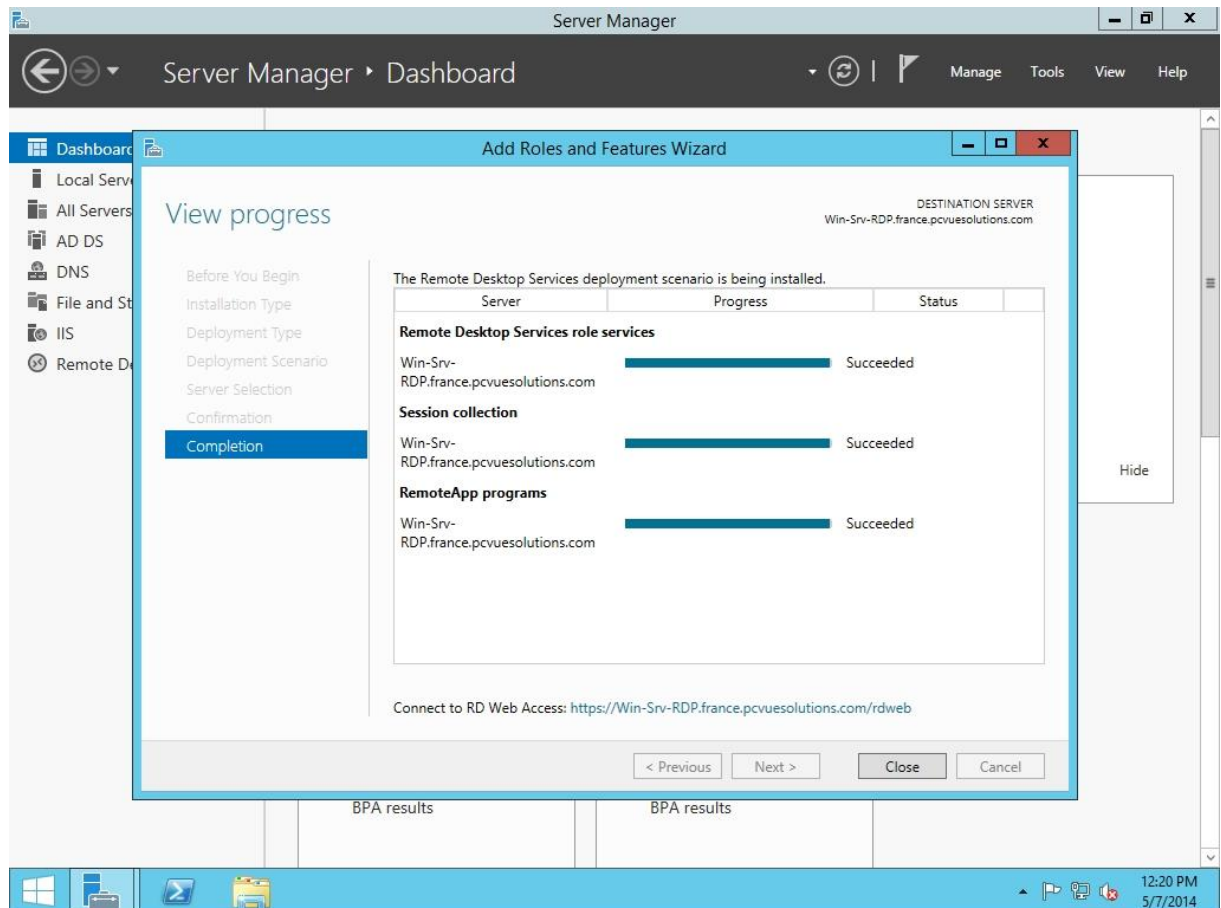 Server Manager
Server Manager ‣ Dashboard
Manage Tools View Help
Dashboard
Local Serve
All Servers
AD DS
DNS
File and St
IIS
Remote De
Add Roles and Features Wizard
View progress
DESTINATION SERVER
Win-Srv-RDP.france.pcvuesolutions.com
Before You Begin
Installation Type
Deployment Type
Deployment Scenario
Server Selection
Confirmation
Completion
The Remote Desktop Services deployment scenario is being installed.
Server Progress Status
Remote Desktop Services role services
Win-Srv-
RDP.france.pcvuesolutions.com
Succeeded
Session collection
Win-Srv-
RDP.france.pcvuesolutions.com
Succeeded
RemoteApp programs
Win-Srv-
RDP.france.pcvuesolutions.com
Succeeded
Connect to RD Web Access: https://Win-Srv-RDP.france.pcvuesolutions.com/rdweb
< Previous Next > Close Cancel
Hide
BPA results BPA results
12:20 PM
5/7/2014